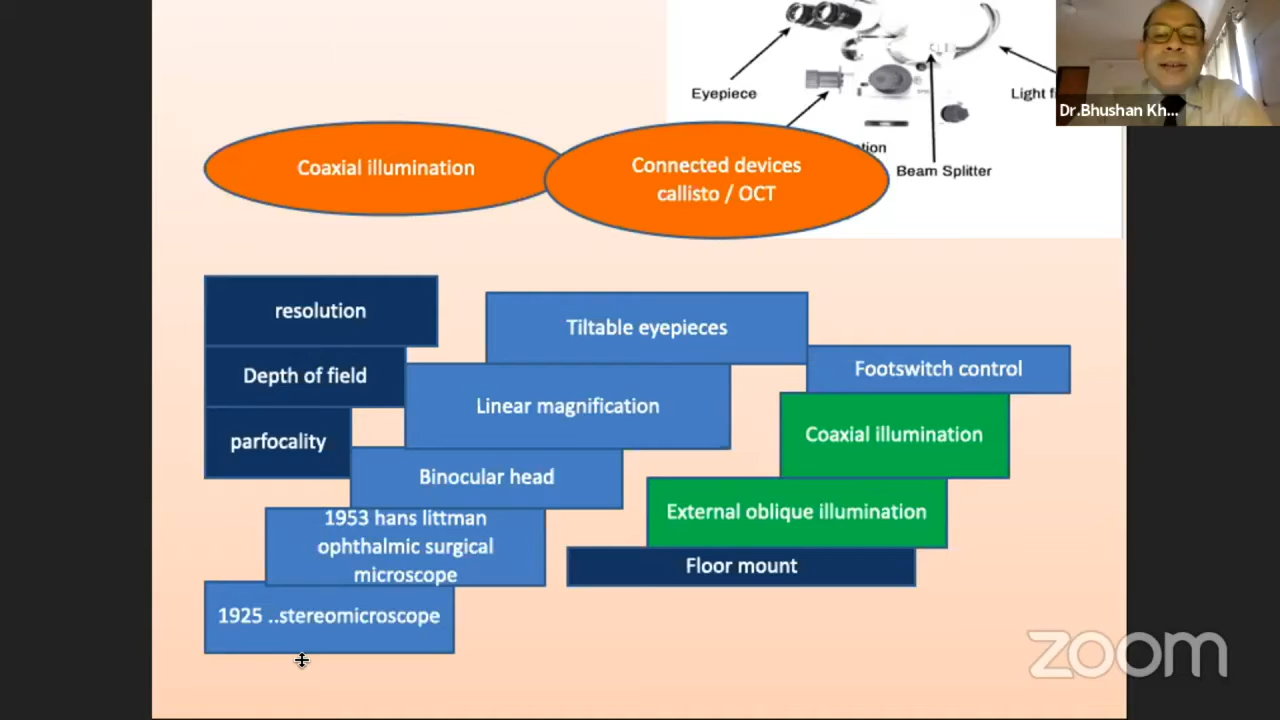 Eyepiece
Light f
Dr.Bhushan Kh...
Beam Splitter
Coaxial illumination
Connected devices
callisto / OCT
resolution
Tiltable eyepieces
Depth of field
Footswitch control
Linear magnification
parfocality
Coaxial illumination
Binocular head
External oblique illumination
1953 hans littman
ophthalmic surgical
microscope
Floor mount
1925 ..stereomicroscope
zoom